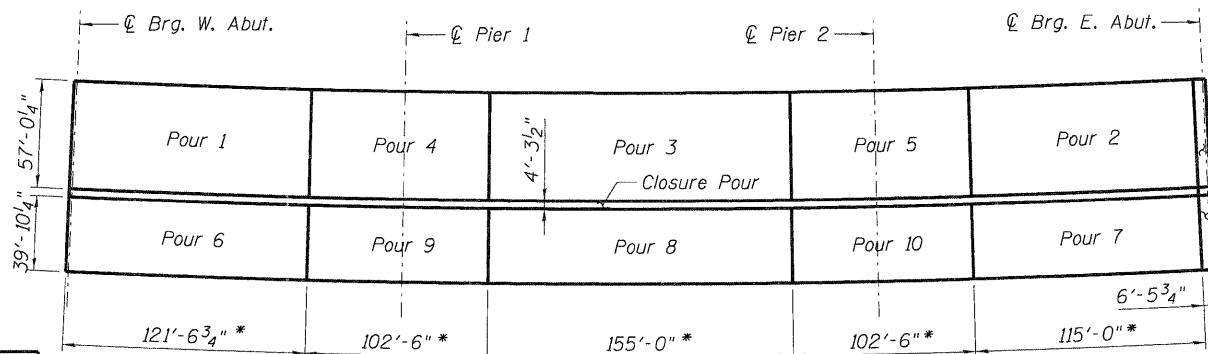 ℄ Brg. W. Abut.
℄ Pier 1
℄ Pier 2
℄ Brg. E. Abut.
57'-0¼"
Pour 1
Pour 4
4'-3½"
Pour 3
Pour 5
Pour 2
Closure Pour
39'-10¼"
Pour 6
Pour 9
Pour 8
Pour 10
Pour 7
6'-5¾"
121'-6¾" *
102'-6" *
155'-0" *
102'-6" *
115'-0" *